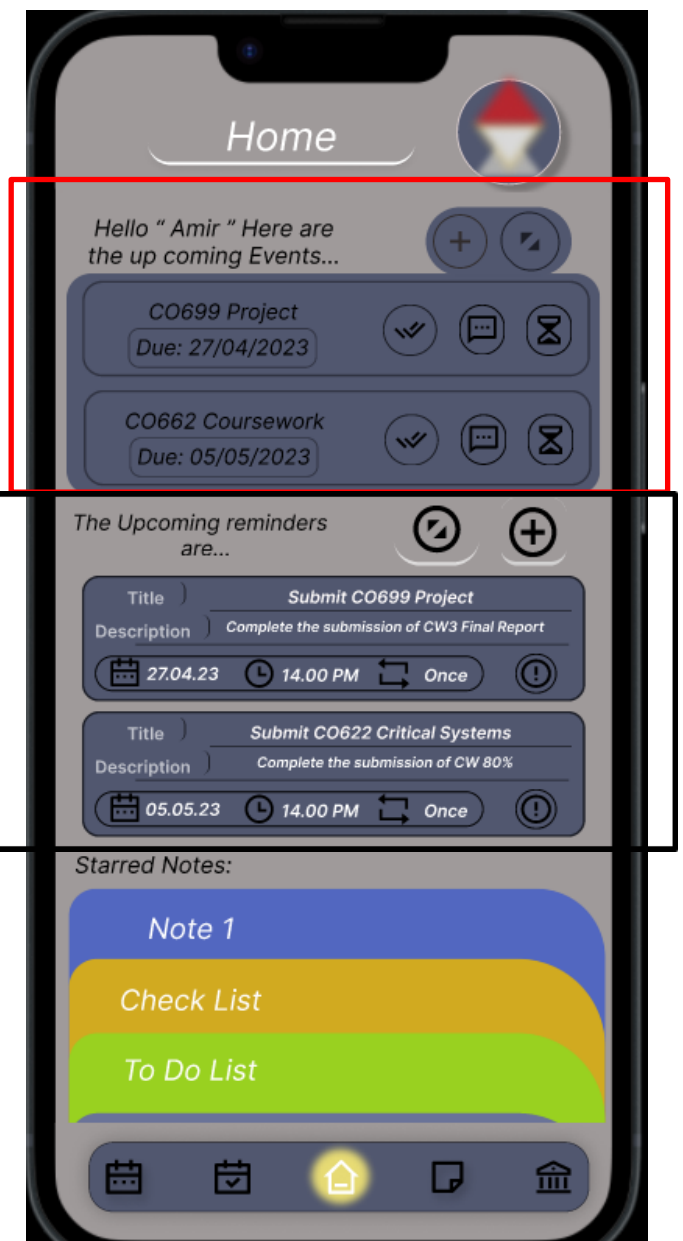 Home
Hello “ Amir ” Here are
the up coming Events...
CO699 Project
Due: 27/04/2023
CO662 Coursework
Due: 05/05/2023
The Upcoming reminders
are...
Title Submit CO699 Project
Description Complete the submission of CW3 Final Report
27.04.23 14.00 PM Once
Title Submit CO622 Critical Systems
Description Complete the submission of CW 80%
05.05.23 14.00 PM Once
Starred Notes:
Note 1
Check List
To Do List